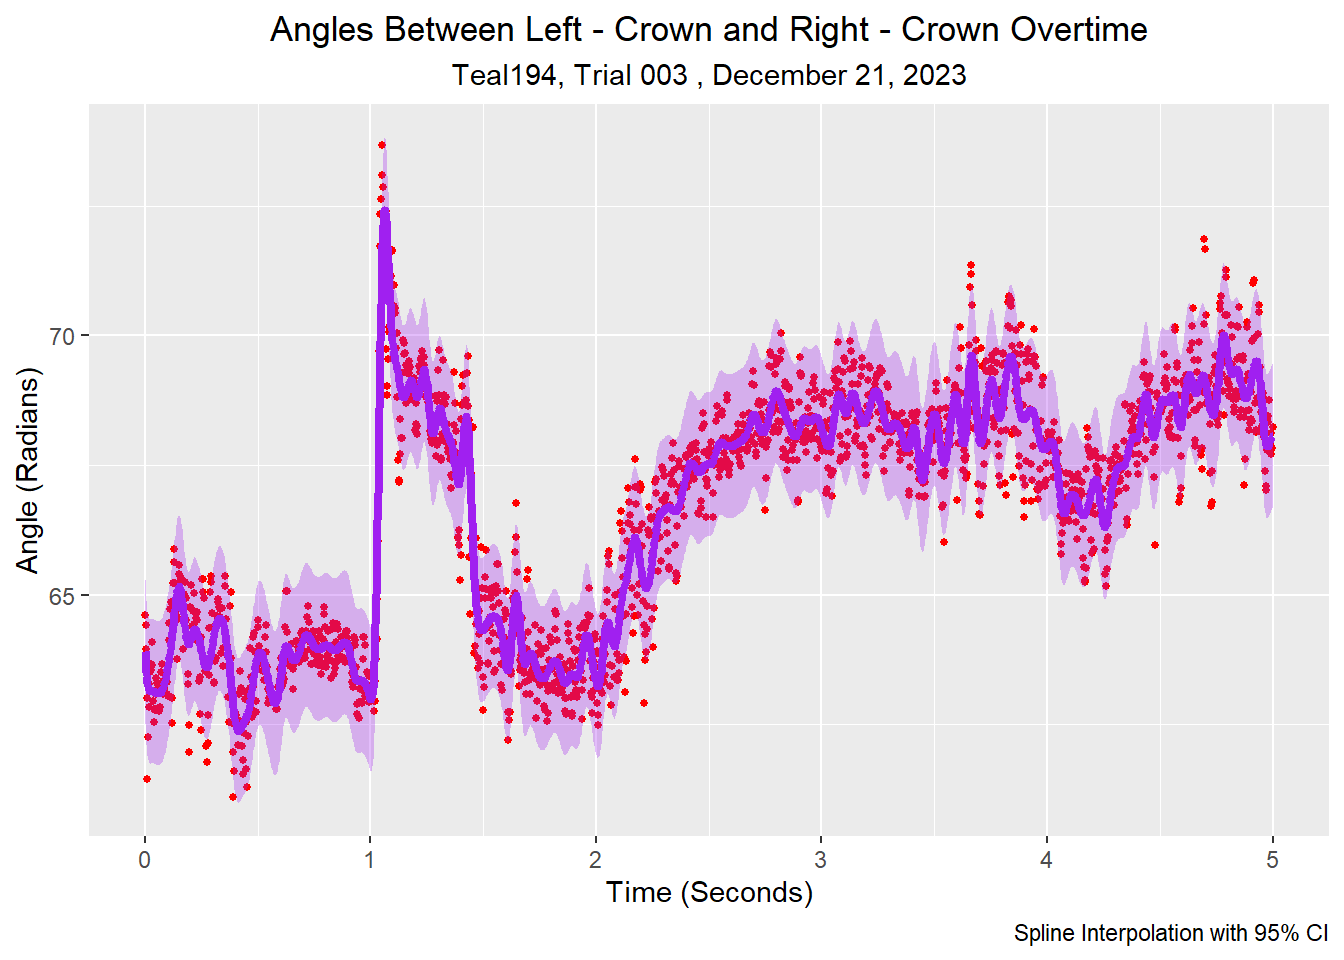 Angles Between Left - Crown and Right - Crown Overtime
Teal194, Trial 003 , December 21, 2023
Angle (Radians)
70
65
0 1 2 3 4 5
Time (Seconds)
Spline Interpolation with 95% CI